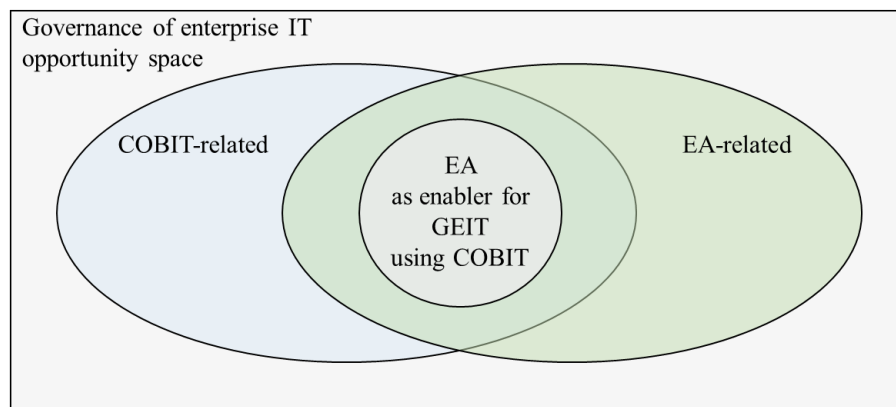 Governance of enterprise IT
opportunity space
COBIT-related
EA-related
EA
as enabler for
GEIT
using COBIT